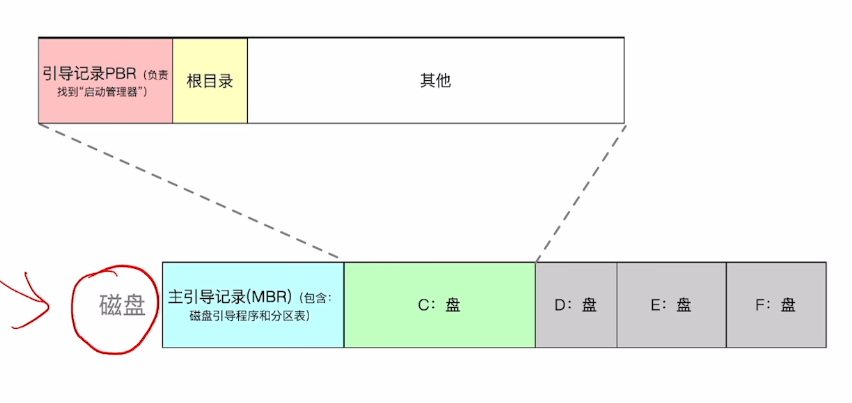 引导记录PBR（负责
找到“启动管理器”）
根目录
其他
磁盘
主引导记录(MBR)（包含：
磁盘引导程序和分区表）
C：盘
D：盘
E：盘
F：盘